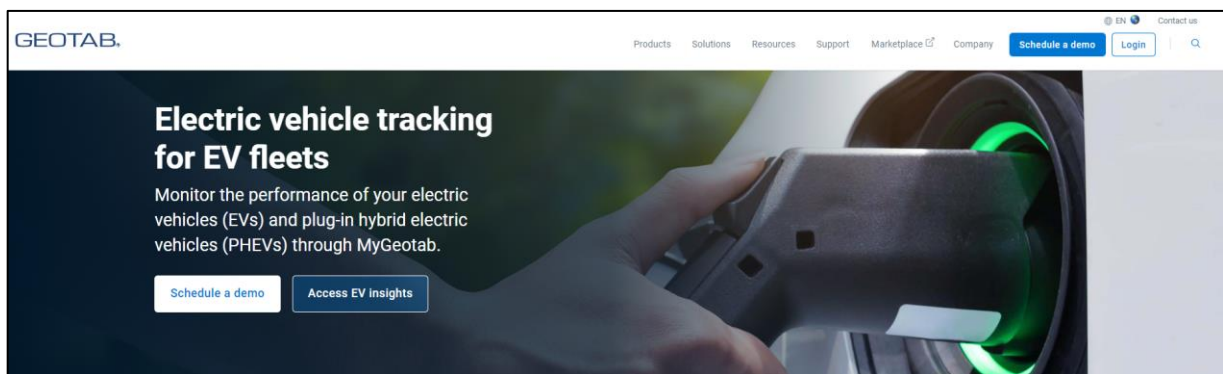 EN
Contact us
GEOTAB.
Products
Solutions
Resources
Support
Marketplace
Company
Schedule a demo
Login
Electric vehicle tracking
for EV fleets
Monitor the performance of your electric
vehicles (EVs) and plug-in hybrid electric
vehicles (PHEVs) through MyGeotab.
Schedule a demo
Access EV insights